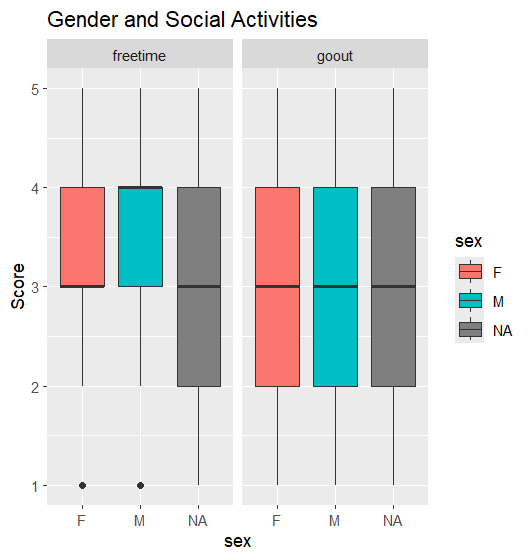 Gender and Social Activities
freetime goout
5
4
3
2
1
Score
F M NA F M NA
sex
sex
F
M
NA